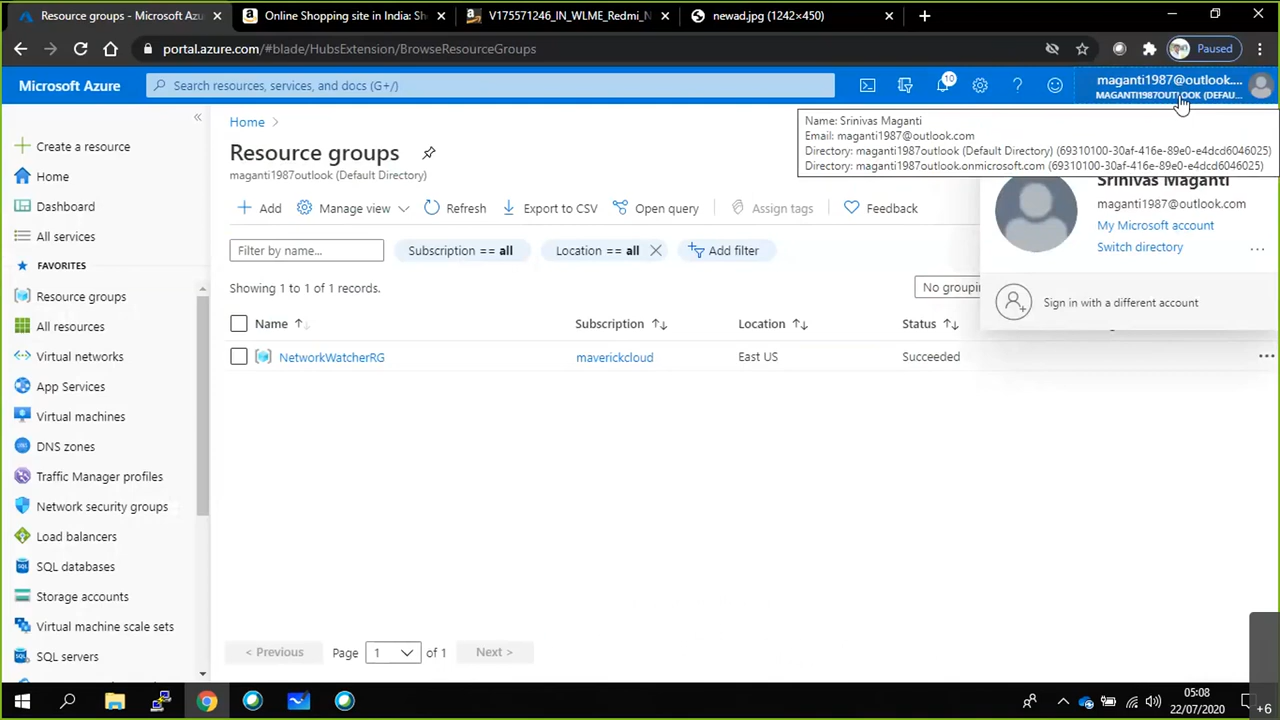 Resource groups - Microsoft Azu
Online Shopping site in India: Sh
V175571246_IN_WLME_Redmi_N
newad.jpg (1242×450)
portal.azure.com/#blade/HubsExtension/BrowseResourceGroups
Paused
Microsoft Azure
Search resources, services, and docs (G+/)
10
maganti1987@outlook....
MAGANTI1987OUTLOOK (DEFAU...
Name: Srinivas Maganti
Email: maganti1987@outlook.com
Directory: maganti1987outlook (Default Directory) (69310100-30af-416e-89e0-e4dcd6046025)
Directory: maganti1987outlook.onmicrosoft.com (69310100-30af-416e-89e0-e4dcd6046025)
Srinivas Maganti
maganti1987@outlook.com
My Microsoft account
Switch directory
Sign in with a different account
Create a resource
Home
Dashboard
All services
FAVORITES
Resource groups
All resources
Virtual networks
App Services
Virtual machines
DNS zones
Traffic Manager profiles
Network security groups
Load balancers
SQL databases
Storage accounts
Virtual machine scale sets
SQL servers
Home
Resource groups
maganti1987outlook (Default Directory)
Add
Manage view
Refresh
Export to CSV
Open query
Assign tags
Feedback
Filter by name...
Subscription == all
Location == all
Add filter
Showing 1 to 1 of 1 records.
No grouping
Name
Subscription
Location
Status
NetworkWatcherRG
maverickcloud
East US
Succeeded
< Previous
Page
1
of 1
Next >
05:08
22/07/2020
+6